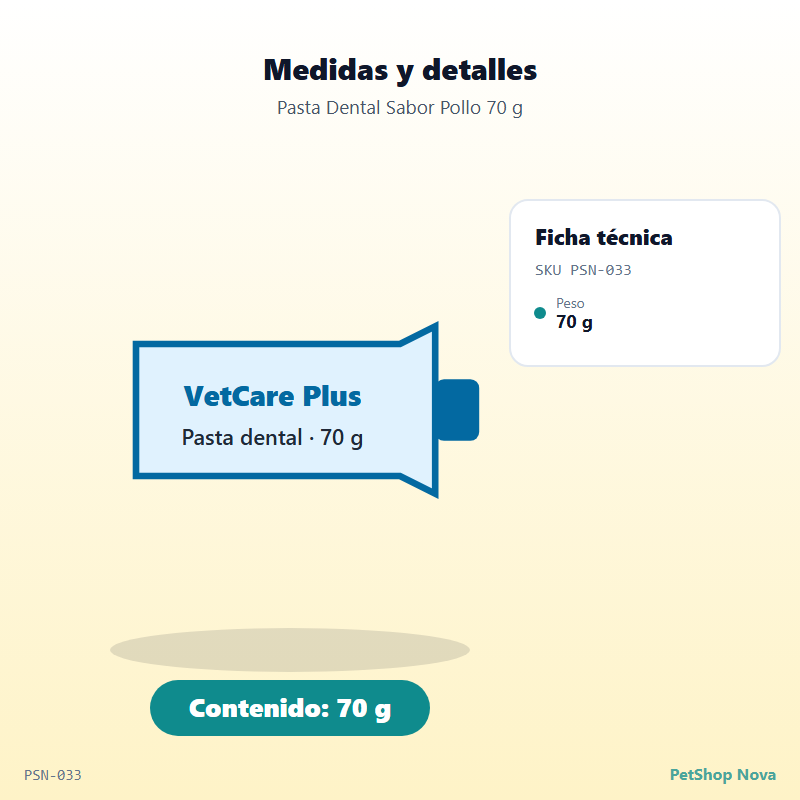 Medidas y detalles
Pasta Dental Sabor Pollo 70 g
Ficha técnica
SKU PSN-033
Peso
70 g
VetCare Plus
Pasta dental · 70 g
Contenido: 70 g
PSN-033
PetShop Nova